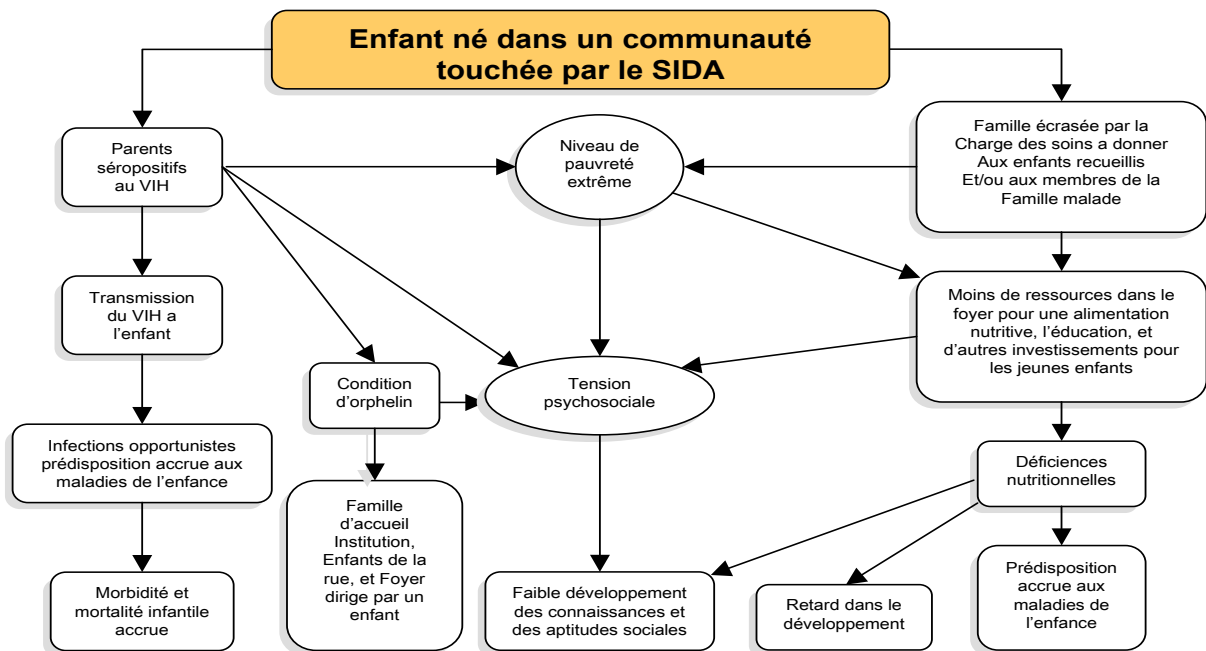 Enfant né dans un communauté
touchée par le SIDA
Parents
séropositifs
au VIH
Niveau de
pauvreté
extrême
Famille écrasée par la
Charge des soins a donner
Aux enfants recueillis
Et/ou aux membres de la
Famille malade
Transmission
du VIH a
l'enfant
Moins de ressources dans le
foyer pour une alimentation
nutritive, l'éducation, et
d'autres investissements pour
les jeunes enfants
Condition
d'orphelin
Tension
psychosociale
Infections opportunistes
prédisposition accrue aux
maladies de l'enfance
Déficiences
nutritionnelles
Famille
d'accueil
Institution,
Enfants de la
rue, et Foyer
dirige par un
enfant
Morbidité et
mortalité infantile
accrue
Faible développement
des connaissances et
des aptitudes sociales
Retard dans le
développement
Prédisposition
accrue aux
maladies de
l'enfance